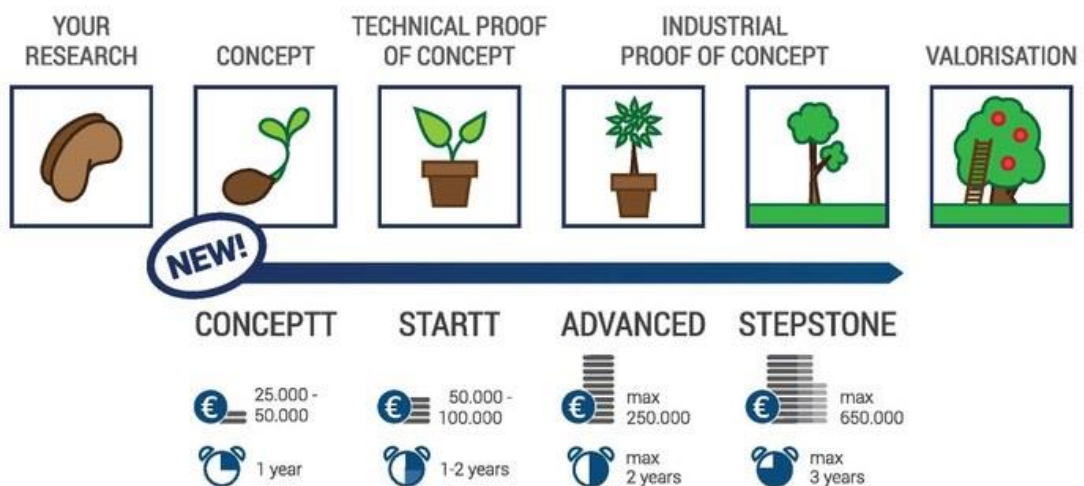 YOUR
RESEARCH
CONCEPT
TECHNICAL PROOF
OF CONCEPT
INDUSTRIAL
PROOF OF CONCEPT
VALORISATION
NEW!
CONCEPTT
STARTT
ADVANCED
STEPSTONE
€
25.000 -
50.000
€
50.000 -
100.000
€
max
250.000
€
max
650.000
1 year
1-2 years
max
2 years
max
3 years